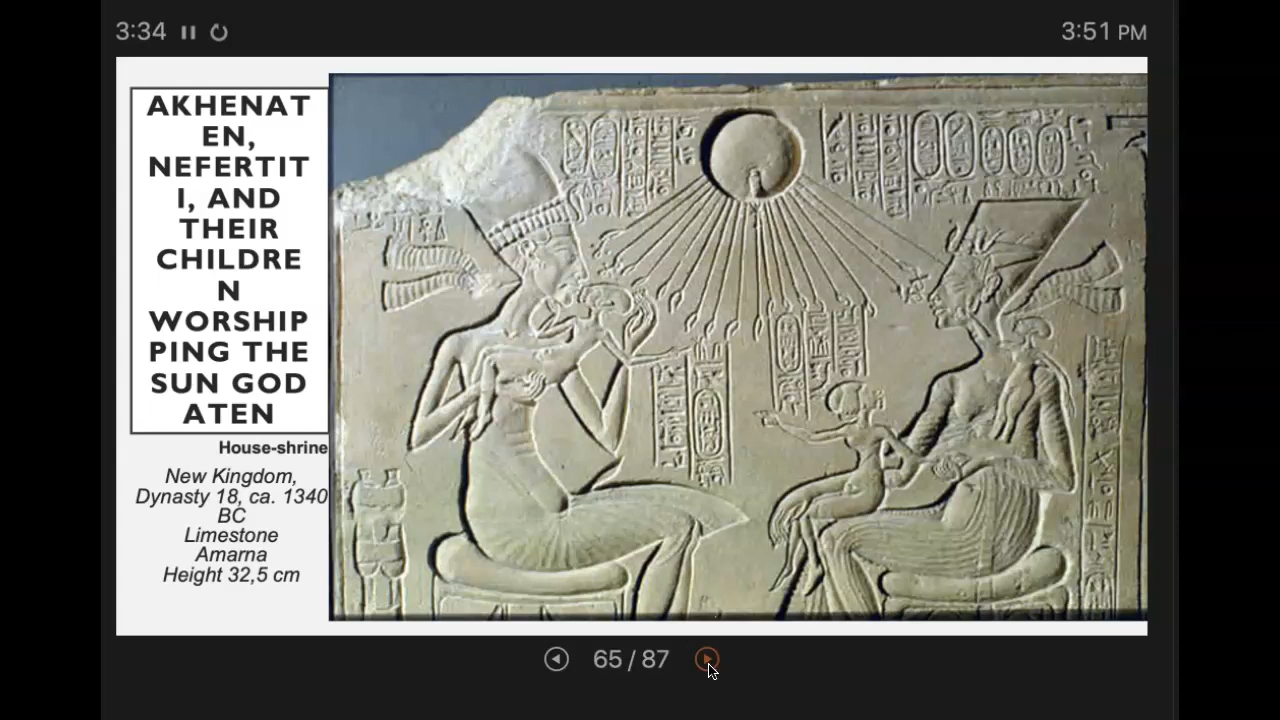 3:34
3:51 PM
AKHENAT
EN,
NEFERTIT
I, AND
THEIR
CHILDRE
N
WORSHIP
PING THE
SUN GOD
ATEN
House-shrine
New Kingdom,
Dynasty 18, ca. 1340
BC
Limestone
Amarna
Height 32,5 cm
65 / 87